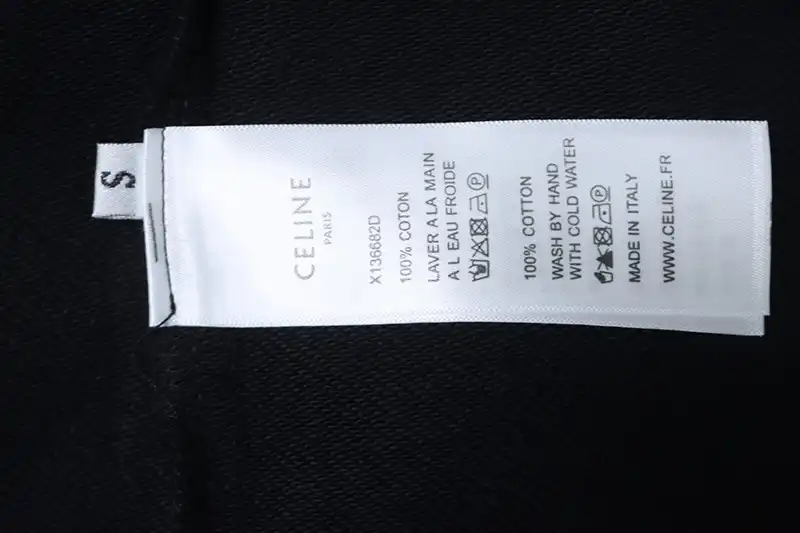 S
CELINE
PARIS
X136682D
100% COTON
LAVER A LA MAIN
A L EAU FROIDE
100% COTTON
WASH BY HAND
WITH COLD WATER
MADE IN ITALY
WWW.CELINE.FR